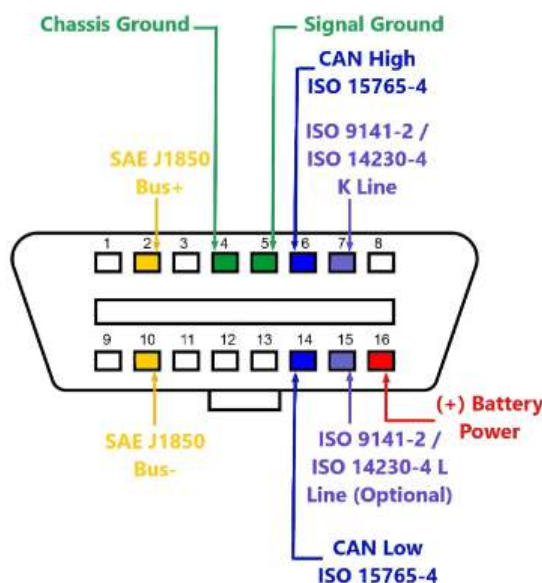 Chassis Ground
Signal Ground
CAN High
ISO 15765-4
ISO 9141-2 /
ISO 14230-4
K Line
SAE J1850
Bus+
1 2 3 4 5 6 7 8
9 10 11 12 13 14 15 16
(+) Battery
Power
SAE J1850
Bus-
ISO 9141-2 /
ISO 14230-4 L
Line (Optional)
CAN Low
ISO 15765-4